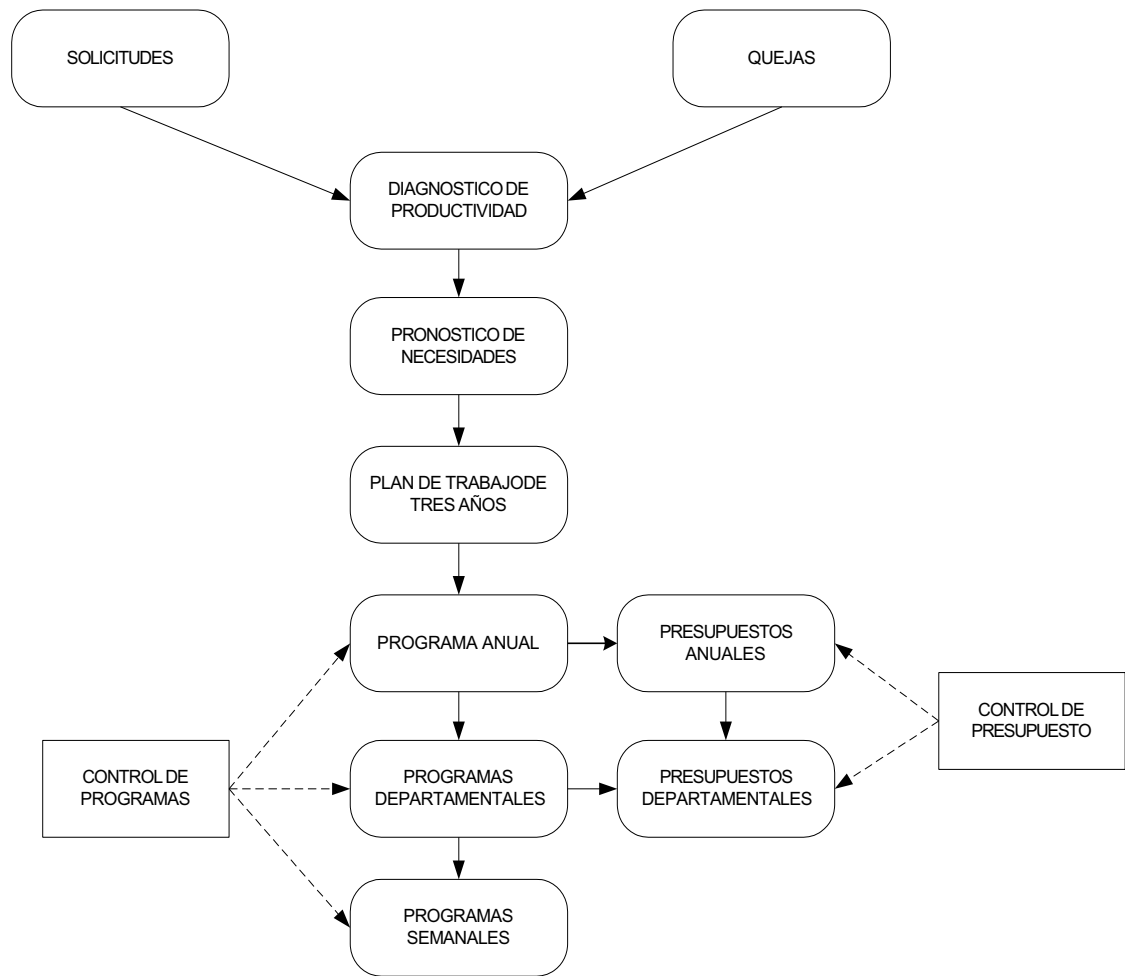 SOLICITUDES
QUEJAS
DIAGNOSTICO DE
PRODUCTIVIDAD
PRONOSTICO DE
NECESIDADES
PLAN DE TRABAJODE
TRES AÑOS
PROGRAMA ANUAL
PRESUPUESTOS
ANUALES
CONTROL DE
PRESUPUESTO
CONTROL DE
PROGRAMAS
PROGRAMAS
DEPARTAMENTALES
PRESUPUESTOS
DEPARTAMENTALES
PROGRAMAS
SEMANALES